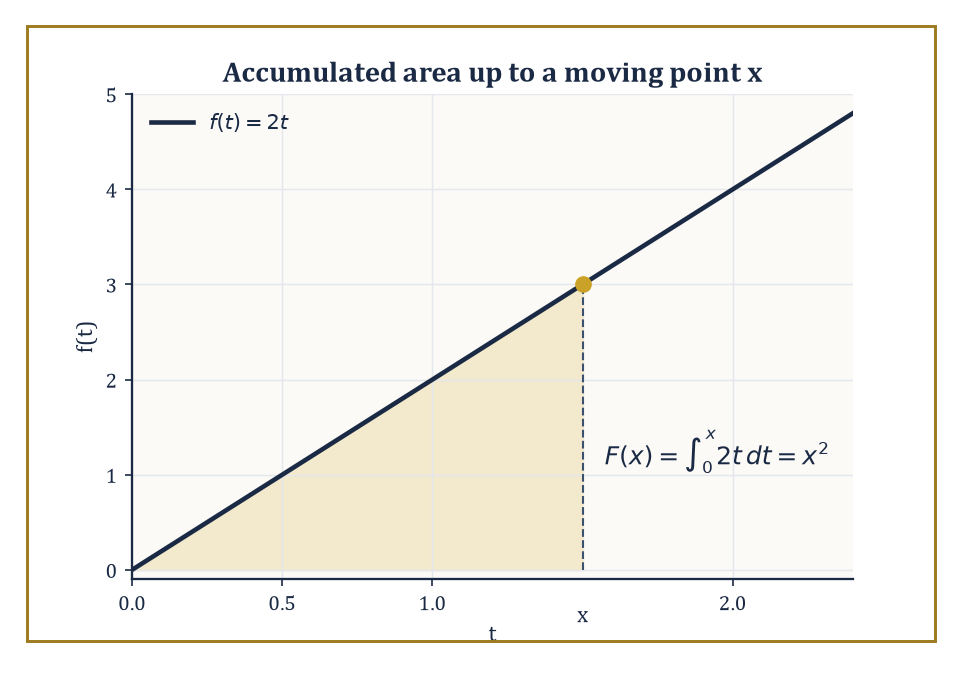 Accumulated area up to a moving point x
f(t) = 2t
5
4
3
2
1
0
f(t)
F(x) = ∫₀ˣ 2t dt = x²
0.0 0.5 1.0 x 2.0
t